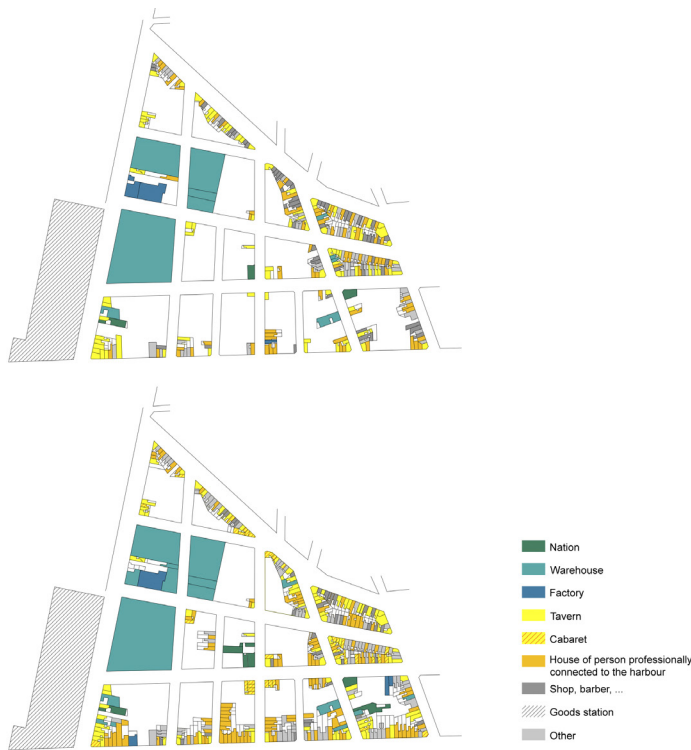 Nation
Warehouse
Factory
Tavern
Cabaret
House of person professionally
connected to the harbour
Shop, barber, ...
Goods station
Other